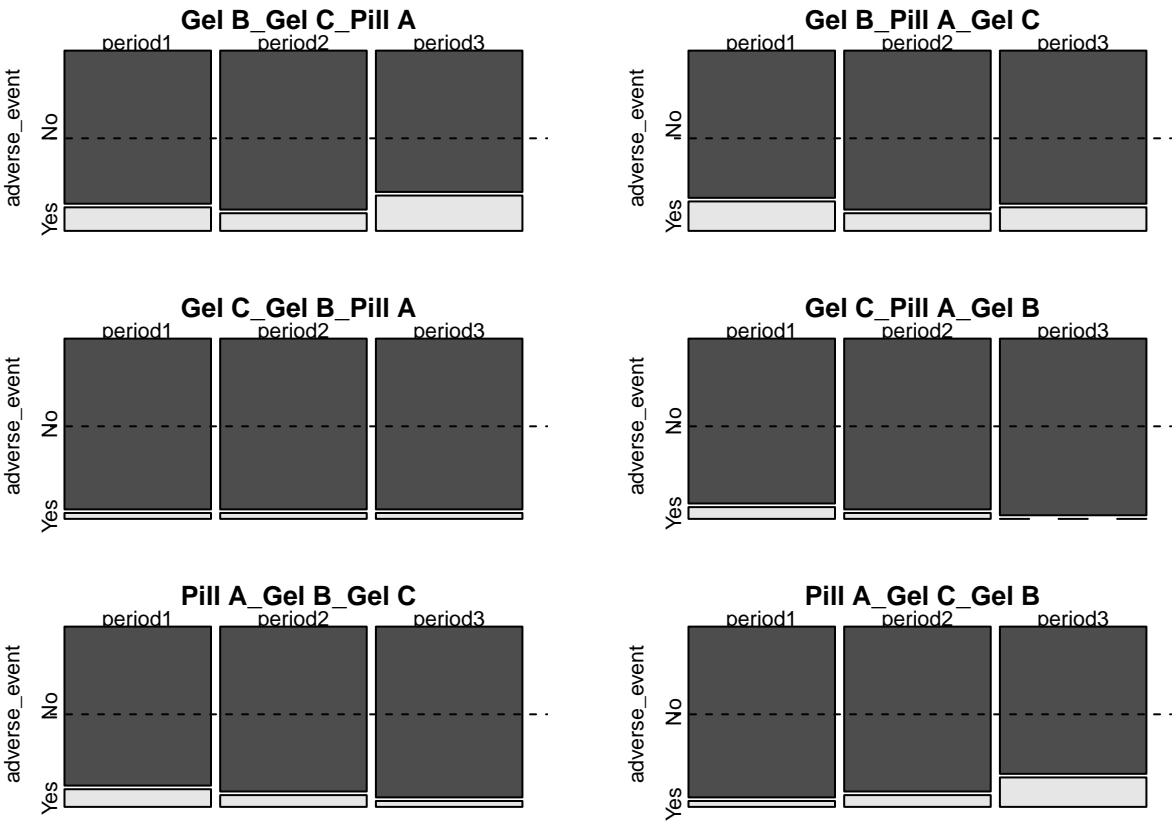 Gel B_Gel C_Pill A
period1 period2 period3
adverse_event
No
Yes
Gel B_Pill A_Gel C
period1 period2 period3
adverse_event
No
Yes
Gel C_Gel B_Pill A
period1 period2 period3
adverse_event
No
Yes
Gel C_Pill A_Gel B
period1 period2 period3
adverse_event
No
Yes
Pill A_Gel B_Gel C
period1 period2 period3
adverse_event
No
Yes
Pill A_Gel C_Gel B
period1 period2 period3
adverse_event
No
Yes